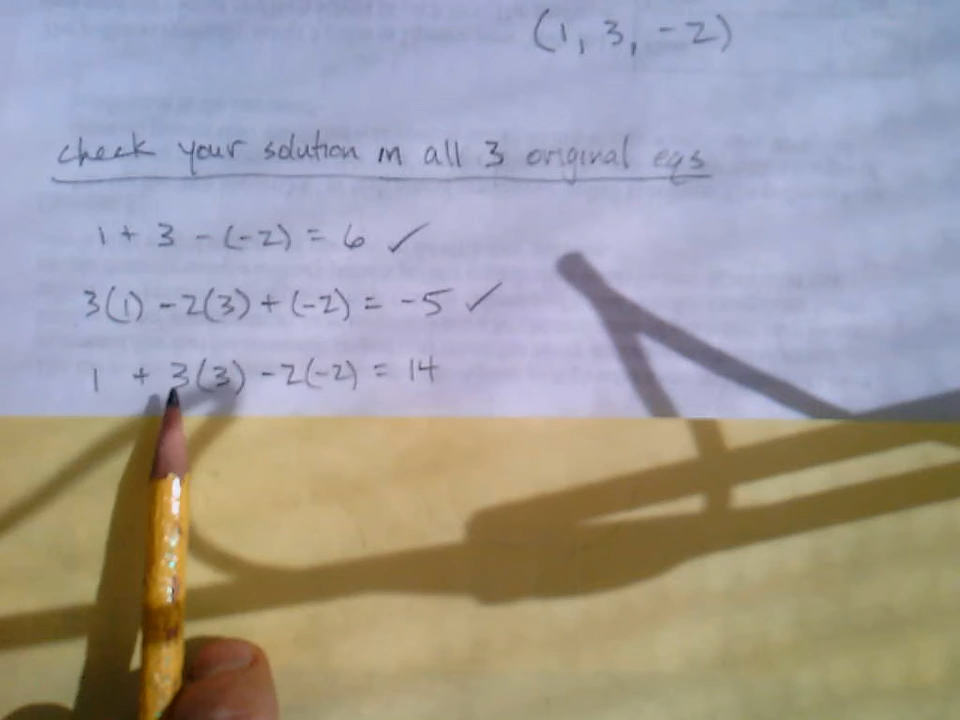 (1, 3, -2)
check your solution in all 3 original eqs
1 + 3 - (-2) = 6 ✓
3(1) - 2(3) + (-2) = -5 ✓
1 + 3(3) - 2(-2) = 14